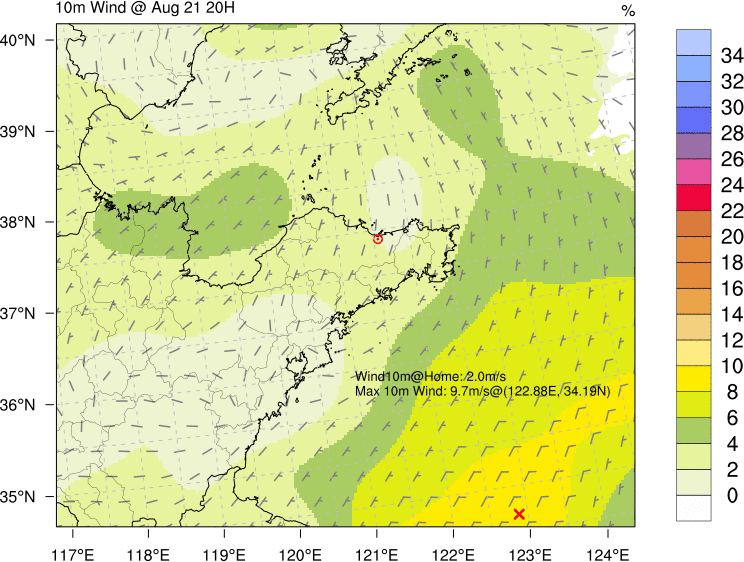 10m Wind @ Aug 21 20H
%
40°N
39°N
38°N
37°N
36°N
35°N
Wind10m@Home: 2.0m/s
Max 10m Wind: 9.7m/s@(122.88E, 34.19N)
117°E 118°E 119°E 120°E 121°E 122°E 123°E 124°E
34
32
30
28
26
24
22
20
18
16
14
12
10
8
6
4
2
0